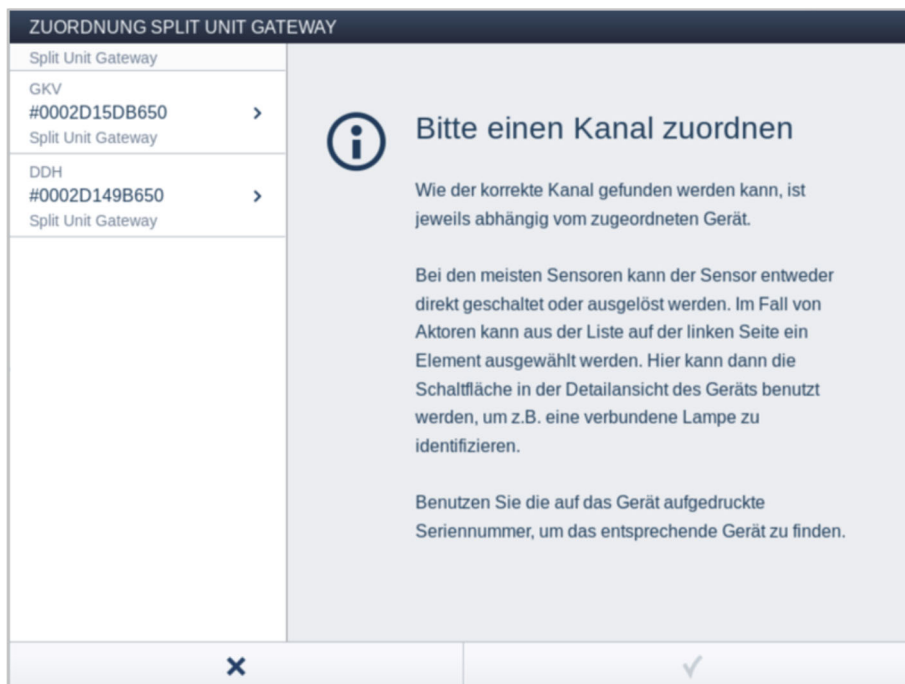 ZUORDNUNG SPLIT UNIT GATEWAY
Split Unit Gateway
GKV
#0002D15DB650
Split Unit Gateway
DDH
#0002D149B650
Split Unit Gateway
Bitte einen Kanal zuordnen
Wie der korrekte Kanal gefunden werden kann, ist
jeweils abhängig vom zugeordneten Gerät.
Bei den meisten Sensoren kann der Sensor entweder
direkt geschaltet oder ausgelöst werden. Im Fall von
Aktoren kann aus der Liste auf der linken Seite ein
Element ausgewählt werden. Hier kann dann die
Schaltfläche in der Detailansicht des Geräts benutzt
werden, um z.B. eine verbundene Lampe zu
identifizieren.
Benutzen Sie die auf das Gerät aufgedruckte
Seriennummer, um das entsprechende Gerät zu finden.